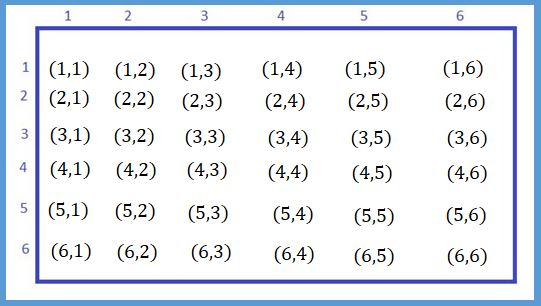 1 2 3 4 5 6
1 (1,1) (1,2) (1,3) (1,4) (1,5) (1,6)
2 (2,1) (2,2) (2,3) (2,4) (2,5) (2,6)
3 (3,1) (3,2) (3,3) (3,4) (3,5) (3,6)
4 (4,1) (4,2) (4,3) (4,4) (4,5) (4,6)
5 (5,1) (5,2) (5,3) (5,4) (5,5) (5,6)
6 (6,1) (6,2) (6,3) (6,4) (6,5) (6,6)